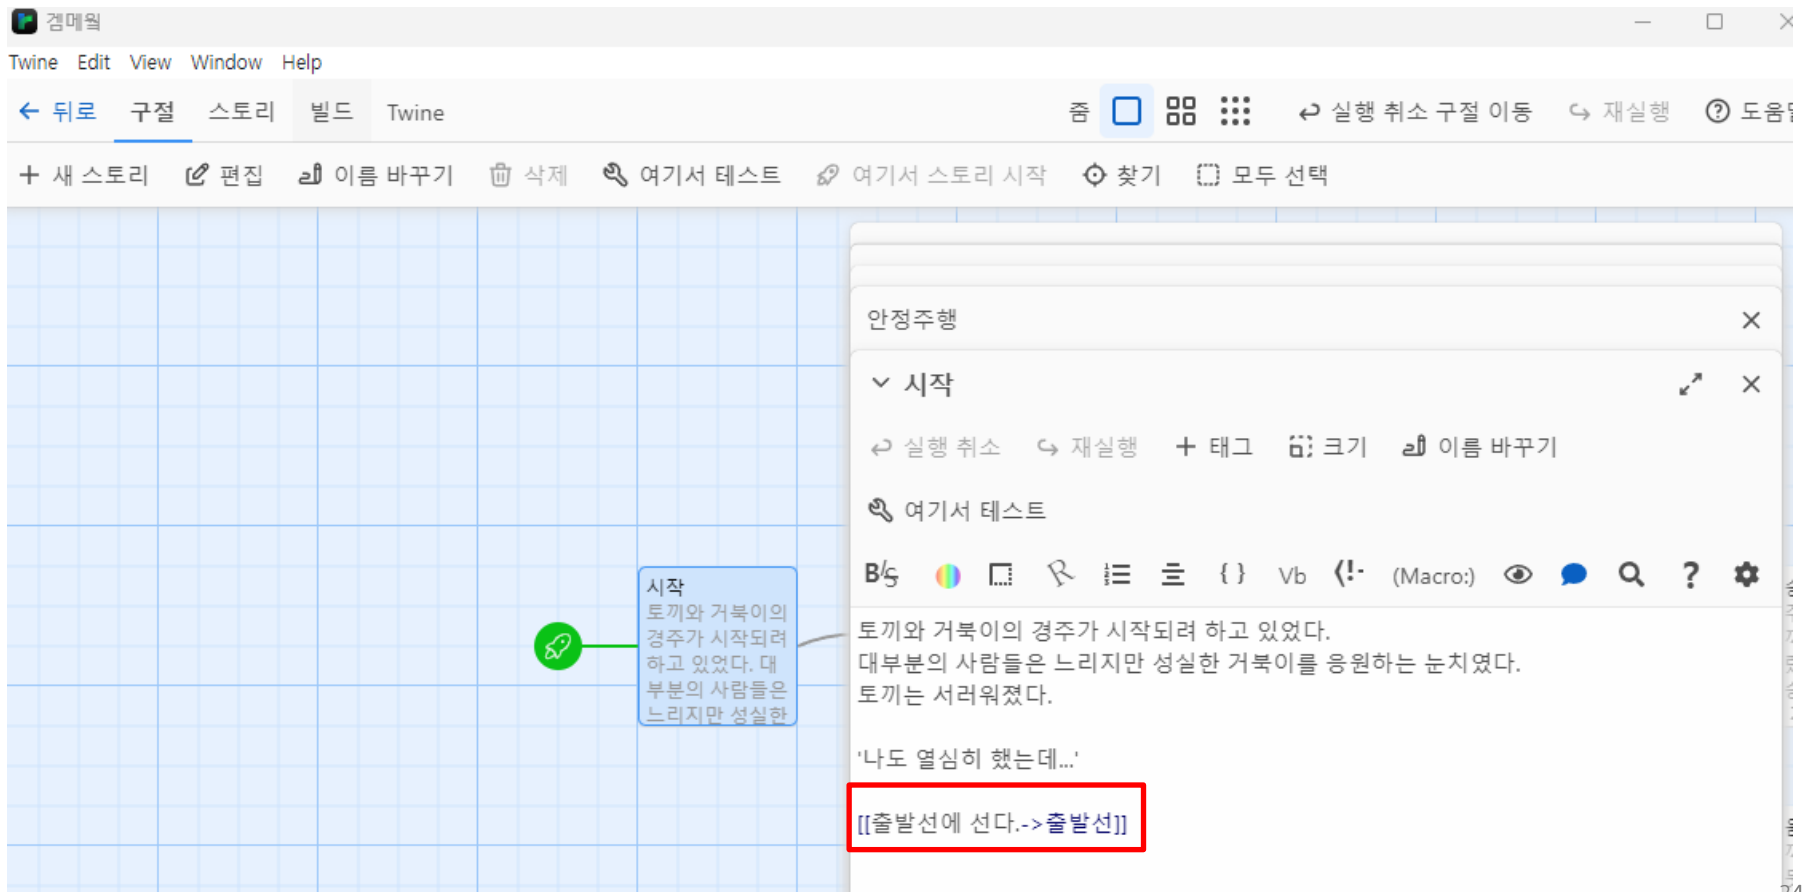 겜메웤
Twine Edit View Window Help
← 뒤로 구절 스토리 빌드 Twine 줌 실행 취소 구절 이동 재실행 도움말
+ 새 스토리 편집 이름 바꾸기 삭제 여기서 테스트 여기서 스토리 시작 찾기 모두 선택
안정주행
시작
실행 취소 재실행 + 태그 크기 이름 바꾸기
여기서 테스트
{ } Vb (Macro:) ?
토끼와 거북이의 경주가 시작되려 하고 있었다.
대부분의 사람들은 느리지만 성실한 거북이를 응원하는 눈치였다.
토끼는 서러워졌다.
'나도 열심히 했는데...'
[[출발선에 선다.->출발선]]
시작
토끼와 거북이의
경주가 시작되려
하고 있었다. 대
부분의 사람들은
느리지만 성실한